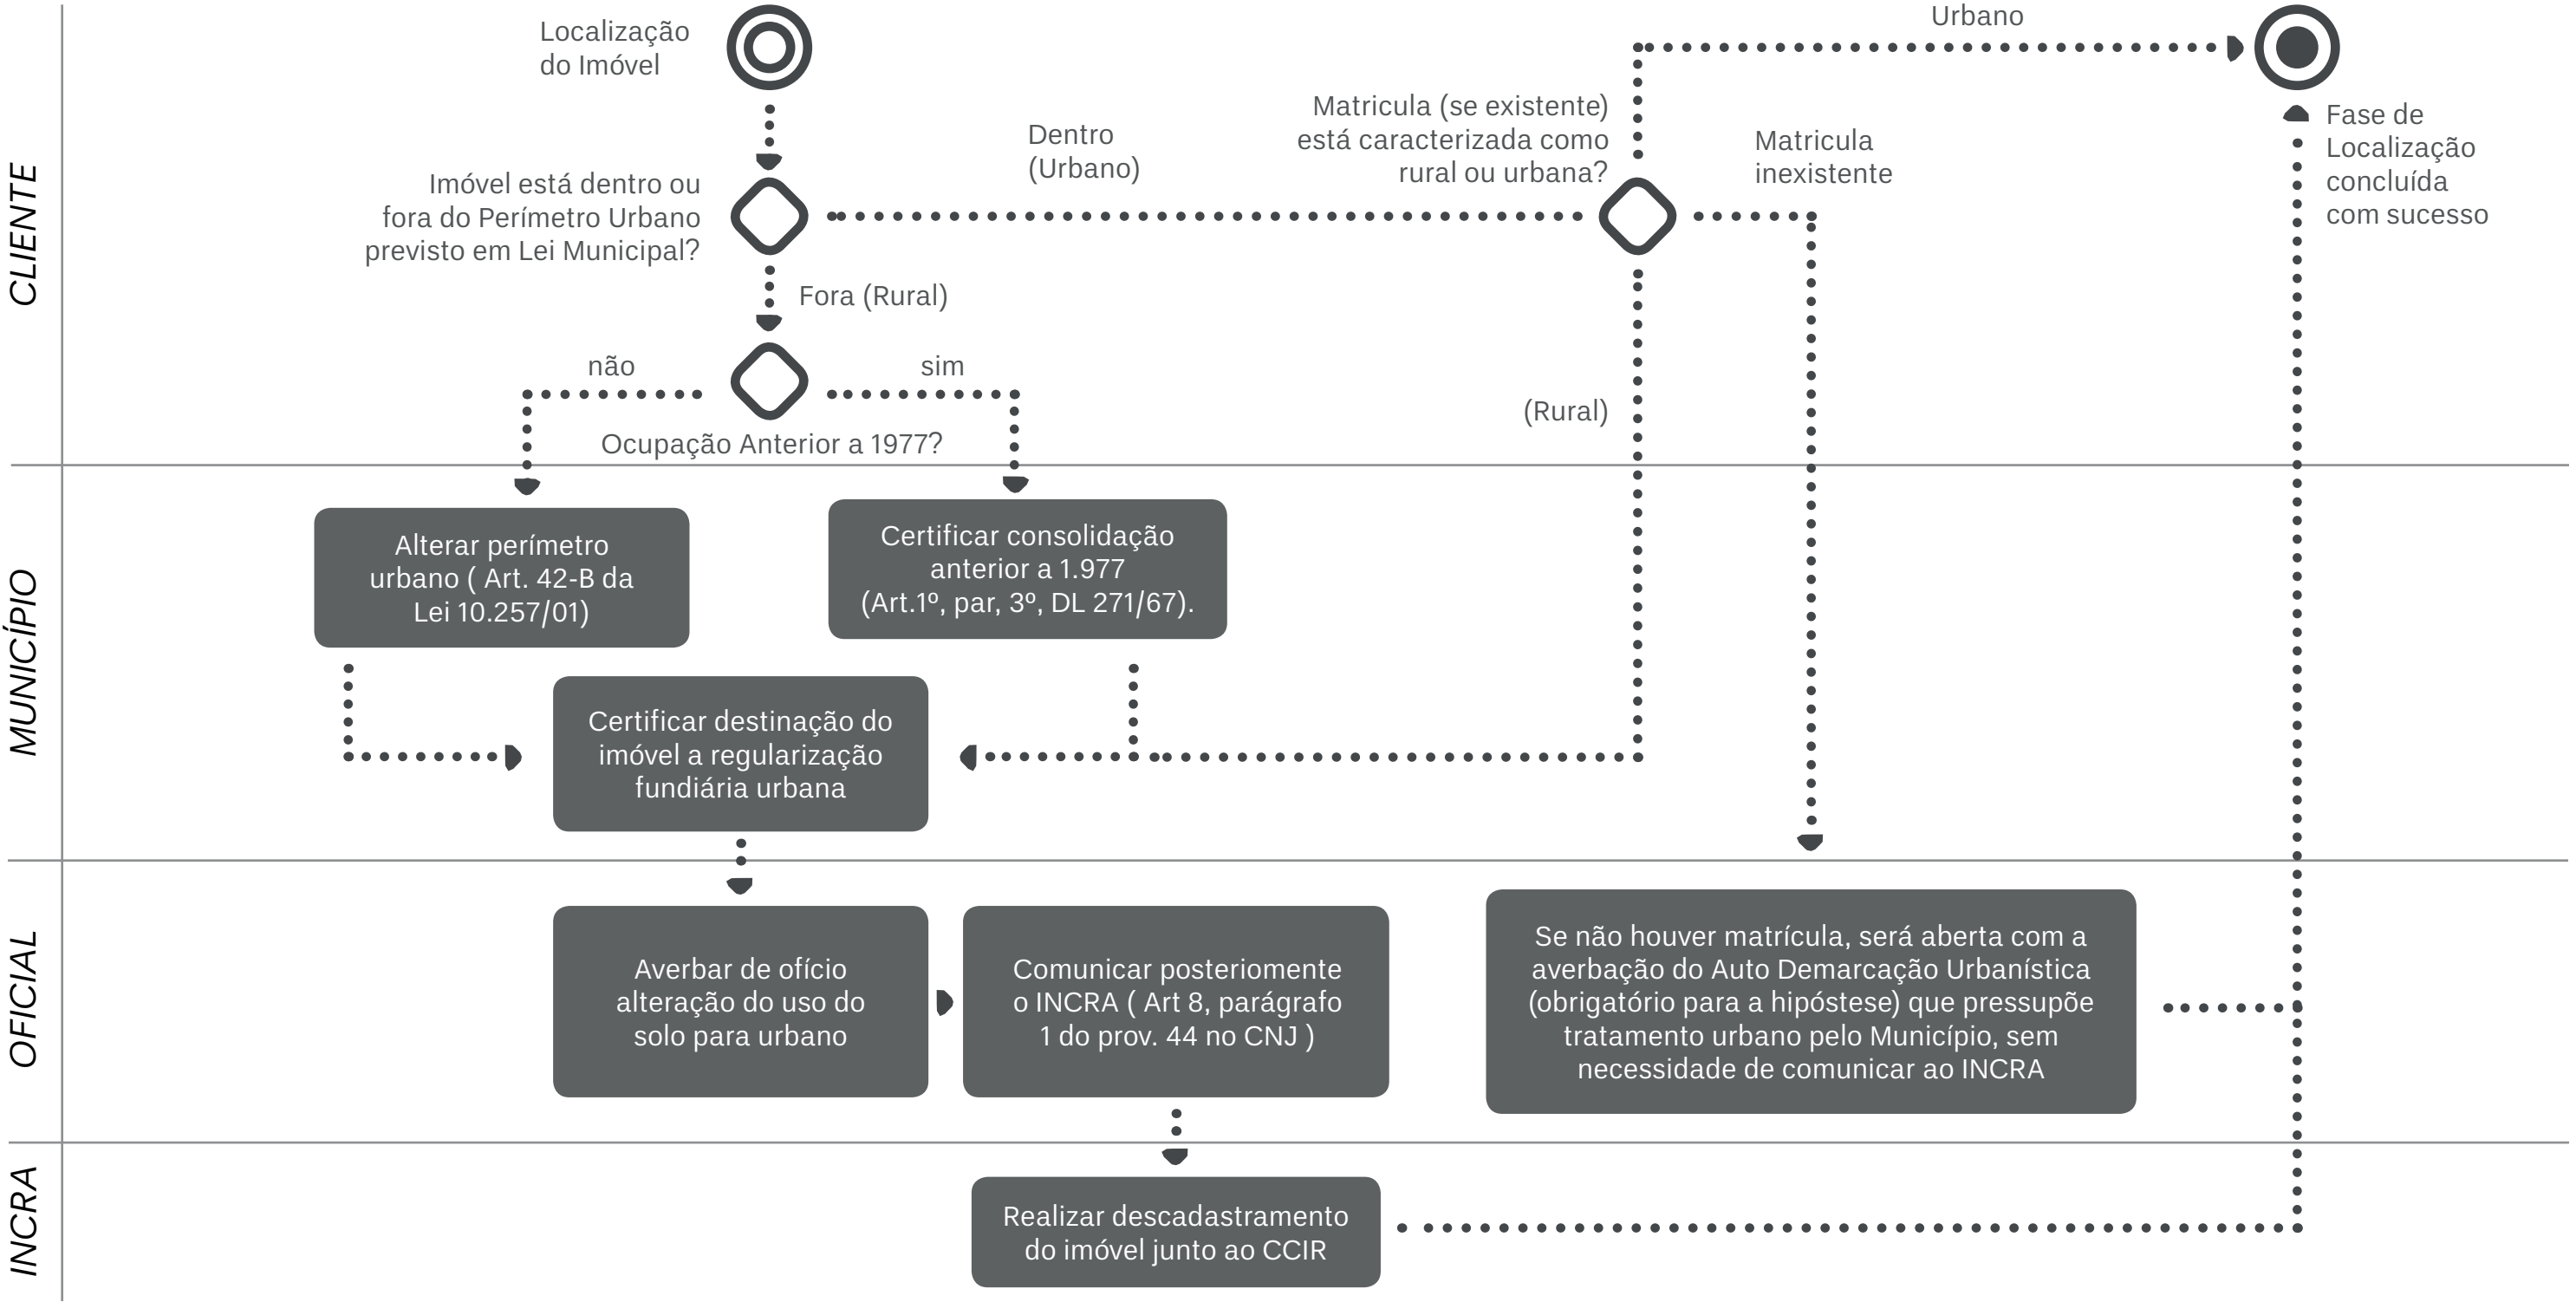 CLIENTE
Localização
do Imóvel
Imóvel está dentro ou
fora do Perímetro Urbano
previsto em Lei Municipal?
Dentro
(Urbano)
Fora (Rural)
não
sim
Ocupação Anterior a 1977?
Matricula (se existente)
está caracterizada como
rural ou urbana?
Urbano
Matricula
inexistente
(Rural)
Fase de
Localização
concluída
com sucesso
MUNICÍPIO
Alterar perímetro
urbano ( Art. 42-B da
Lei 10.257/01)
Certificar consolidação
anterior a 1.977
(Art.1º, par, 3º, DL 271/67).
Certificar destinação do
imóvel a regularização
fundiária urbana
OFICIAL
Averbar de ofício
alteração do uso do
solo para urbano
Comunicar posteriomente
o INCRA ( Art 8, parágrafo
1 do prov. 44 no CNJ )
Se não houver matrícula, será aberta com a
averbação do Auto Demarcação Urbanística
(obrigatório para a hipóstese) que pressupõe
tratamento urbano pelo Município, sem
necessidade de comunicar ao INCRA
INCRA
Realizar descadastramento
do imóvel junto ao CCIR